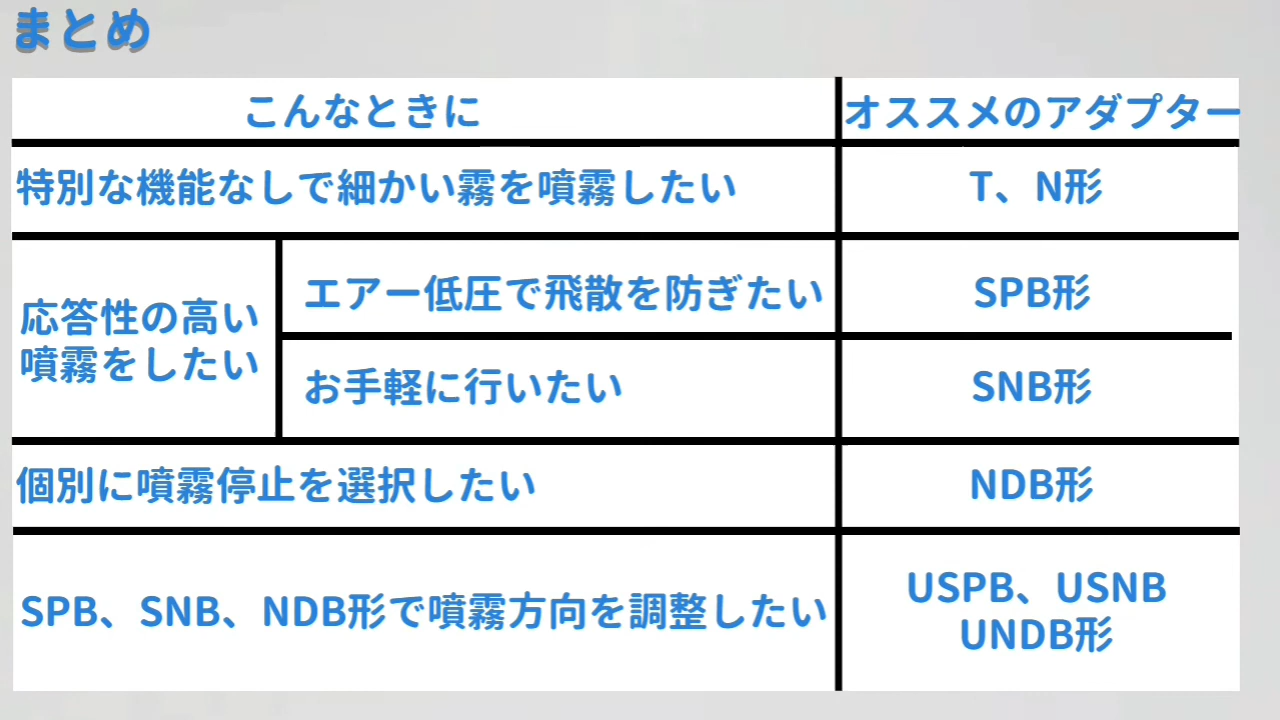 まとめ
こんなときに
オススメのアダプター
特別な機能なしで細かい霧を噴霧したい
T、N形
応答性の高い
噴霧をしたい
エアー低圧で飛散を防ぎたい
SPB形
お手軽に行いたい
SNB形
個別に噴霧停止を選択したい
NDB形
SPB、SNB、NDB形で噴霧方向を調整したい
USPB、USNB
UNDB形